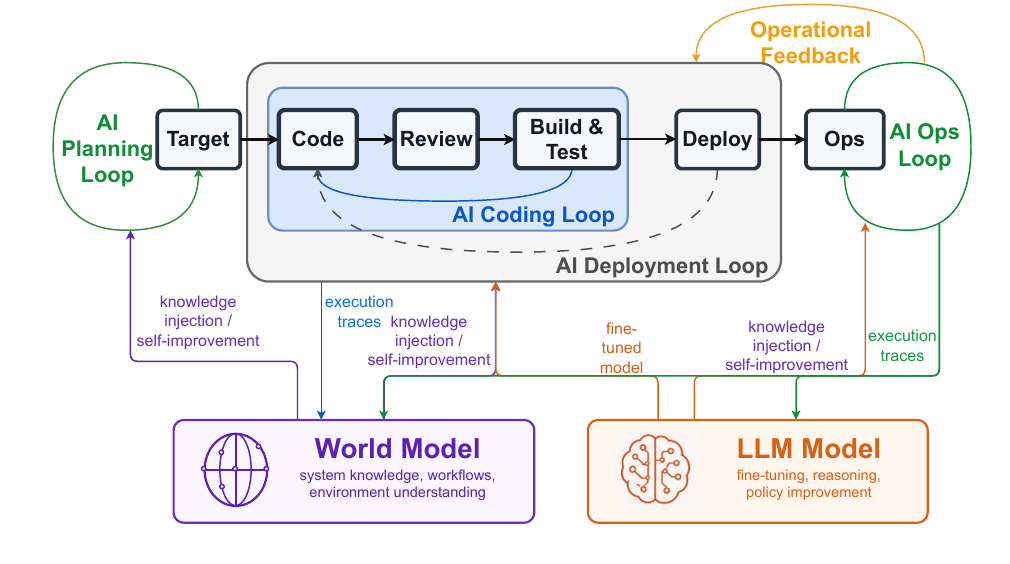 Operational
Feedback
AI
Planning
Loop
Target
Code
Review
Build &
Test
Deploy
Ops
AI Ops
Loop
AI Coding Loop
AI Deployment Loop
knowledge
injection /
self-improvement
execution
traces
knowledge
injection /
self-improvement
fine-
tuned
model
knowledge
injection /
self-improvement
execution
traces
World Model
system knowledge, workflows,
environment understanding
LLM Model
fine-tuning, reasoning,
policy improvement